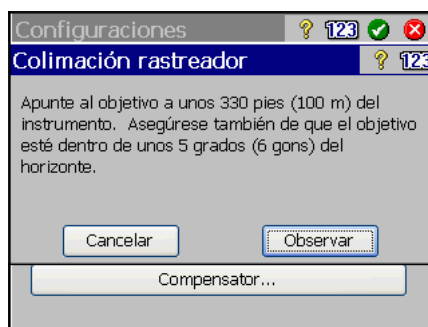 Configuraciones
? 123
Colimación rastreador
? 123
Apunte al objetivo a unos 330 pies (100 m) del
instrumento. Asegúrese también de que el objetivo
esté dentro de unos 5 grados (6 gons) del
horizonte.
Cancelar
Observar
Compensator...